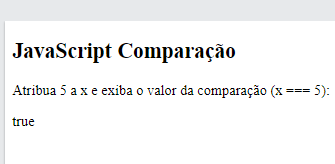 JavaScript Comparação
Atribua 5 a x e exiba o valor da comparação (x === 5):
true